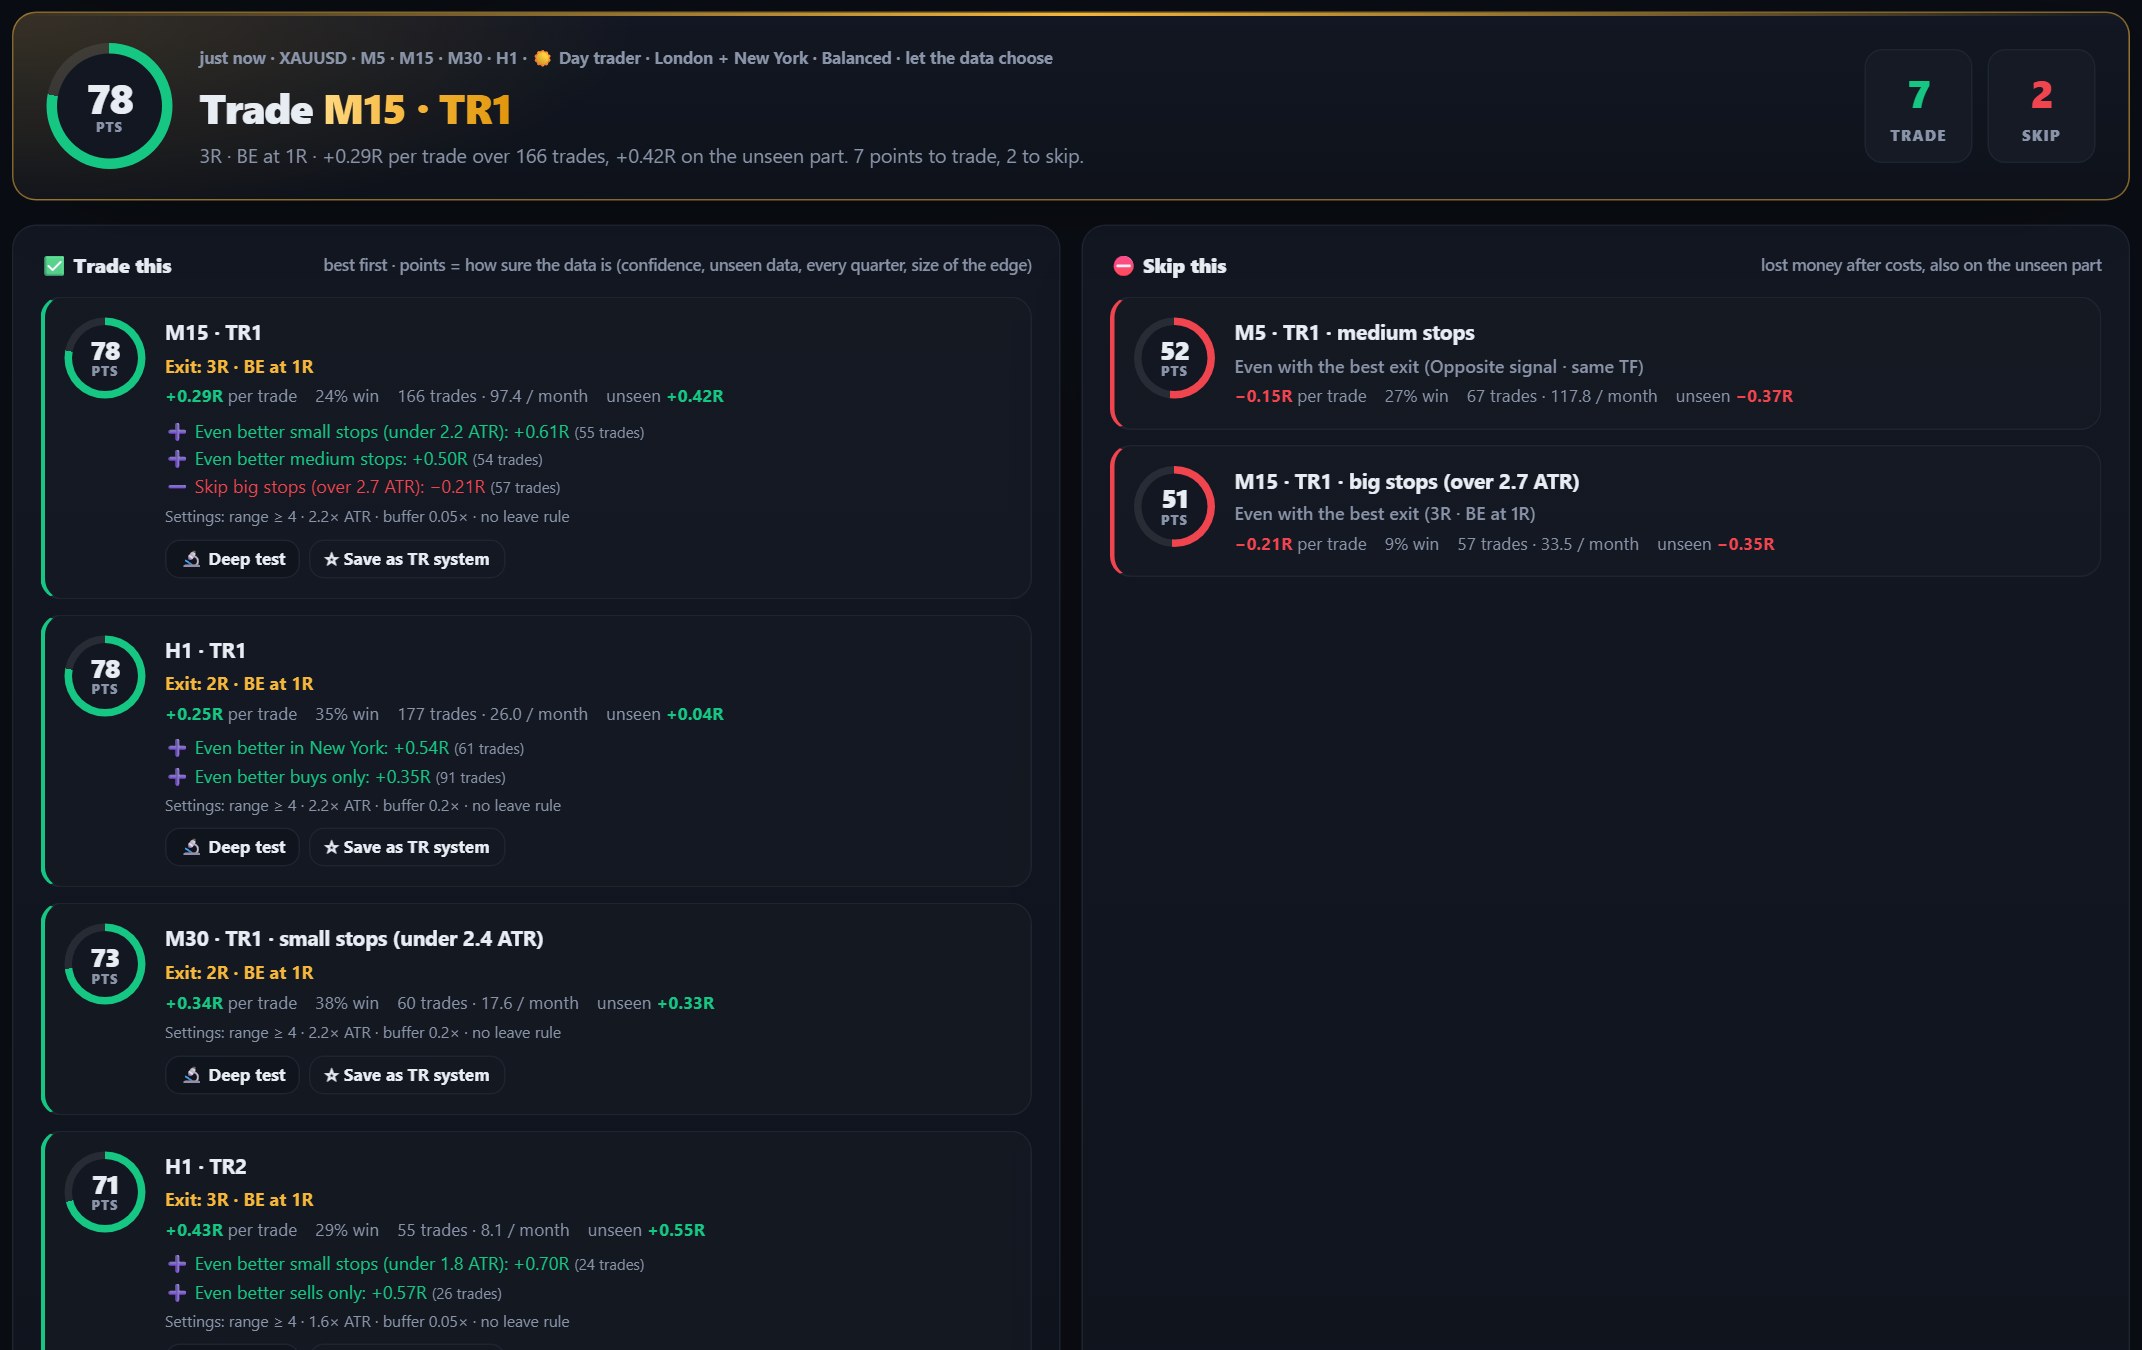 just now · XAUUSD · M5 · M15 · M30 · H1 · Day trader · London + New York · Balanced · let the data choose
78
PTS
Trade M15 · TR1
3R · BE at 1R · +0.29R per trade over 166 trades, +0.42R on the unseen part. 7 points to trade, 2 to skip.
7
TRADE
2
SKIP
Trade this
best first · points = how sure the data is (confidence, unseen data, every quarter, size of the edge)
78
PTS
M15 · TR1
Exit: 3R · BE at 1R
+0.29R per trade 24% win 166 trades · 97.4 / month unseen +0.42R
Even better small stops (under 2.2 ATR): +0.61R (55 trades)
Even better medium stops: +0.50R (54 trades)
Skip big stops (over 2.7 ATR): −0.21R (57 trades)
Settings: range ≥ 4 · 2.2× ATR · buffer 0.05× · no leave rule
Deep test
☆ Save as TR system
78
PTS
H1 · TR1
Exit: 2R · BE at 1R
+0.25R per trade 35% win 177 trades · 26.0 / month unseen +0.04R
Even better in New York: +0.54R (61 trades)
Even better buys only: +0.35R (91 trades)
Settings: range ≥ 4 · 2.2× ATR · buffer 0.2× · no leave rule
Deep test
☆ Save as TR system
73
PTS
M30 · TR1 · small stops (under 2.4 ATR)
Exit: 2R · BE at 1R
+0.34R per trade 38% win 60 trades · 17.6 / month unseen +0.33R
Settings: range ≥ 4 · 2.2× ATR · buffer 0.2× · no leave rule
Deep test
☆ Save as TR system
71
PTS
H1 · TR2
Exit: 3R · BE at 1R
+0.43R per trade 29% win 55 trades · 8.1 / month unseen +0.55R
Even better small stops (under 1.8 ATR): +0.70R (24 trades)
Even better sells only: +0.57R (26 trades)
Settings: range ≥ 4 · 1.6× ATR · buffer 0.05× · no leave rule
Skip this
lost money after costs, also on the unseen part
52
PTS
M5 · TR1 · medium stops
Even with the best exit (Opposite signal · same TF)
−0.15R per trade 27% win 67 trades · 117.8 / month unseen −0.37R
51
PTS
M15 · TR1 · big stops (over 2.7 ATR)
Even with the best exit (3R · BE at 1R)
−0.21R per trade 9% win 57 trades · 33.5 / month unseen −0.35R